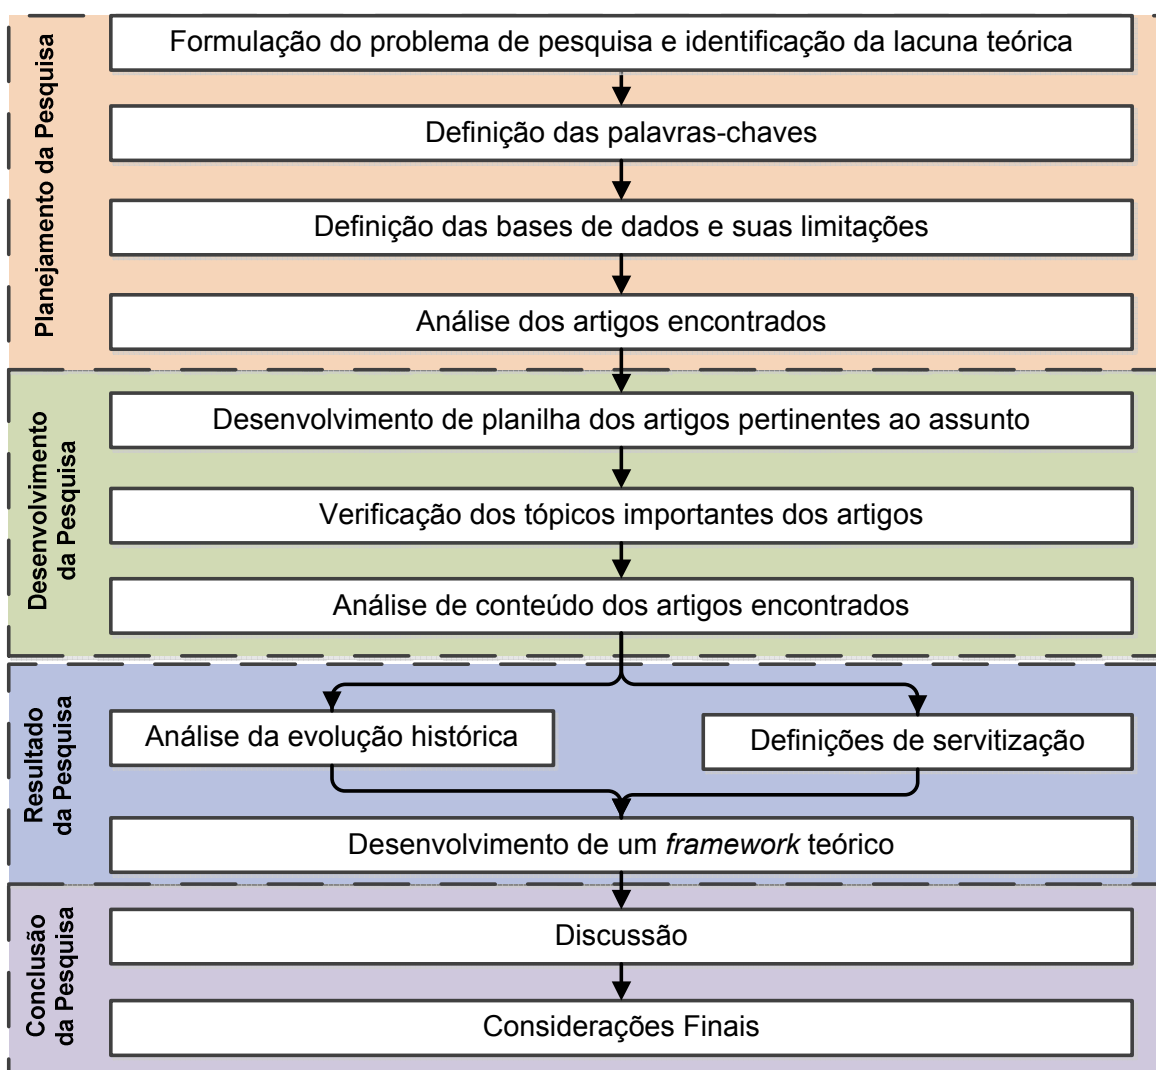 Planejamento da Pesquisa
Formulação do problema de pesquisa e identificação da lacuna teórica
Definição das palavras-chaves
Definição das bases de dados e suas limitações
Análise dos artigos encontrados
Desenvolvimento
da Pesquisa
Desenvolvimento de planilha dos artigos pertinentes ao assunto
Verificação dos tópicos importantes dos artigos
Análise de conteúdo dos artigos encontrados
Resultado
da Pesquisa
Análise da evolução histórica
Definições de servitização
Desenvolvimento de um framework teórico
Conclusão
da Pesquisa
Discussão
Considerações Finais